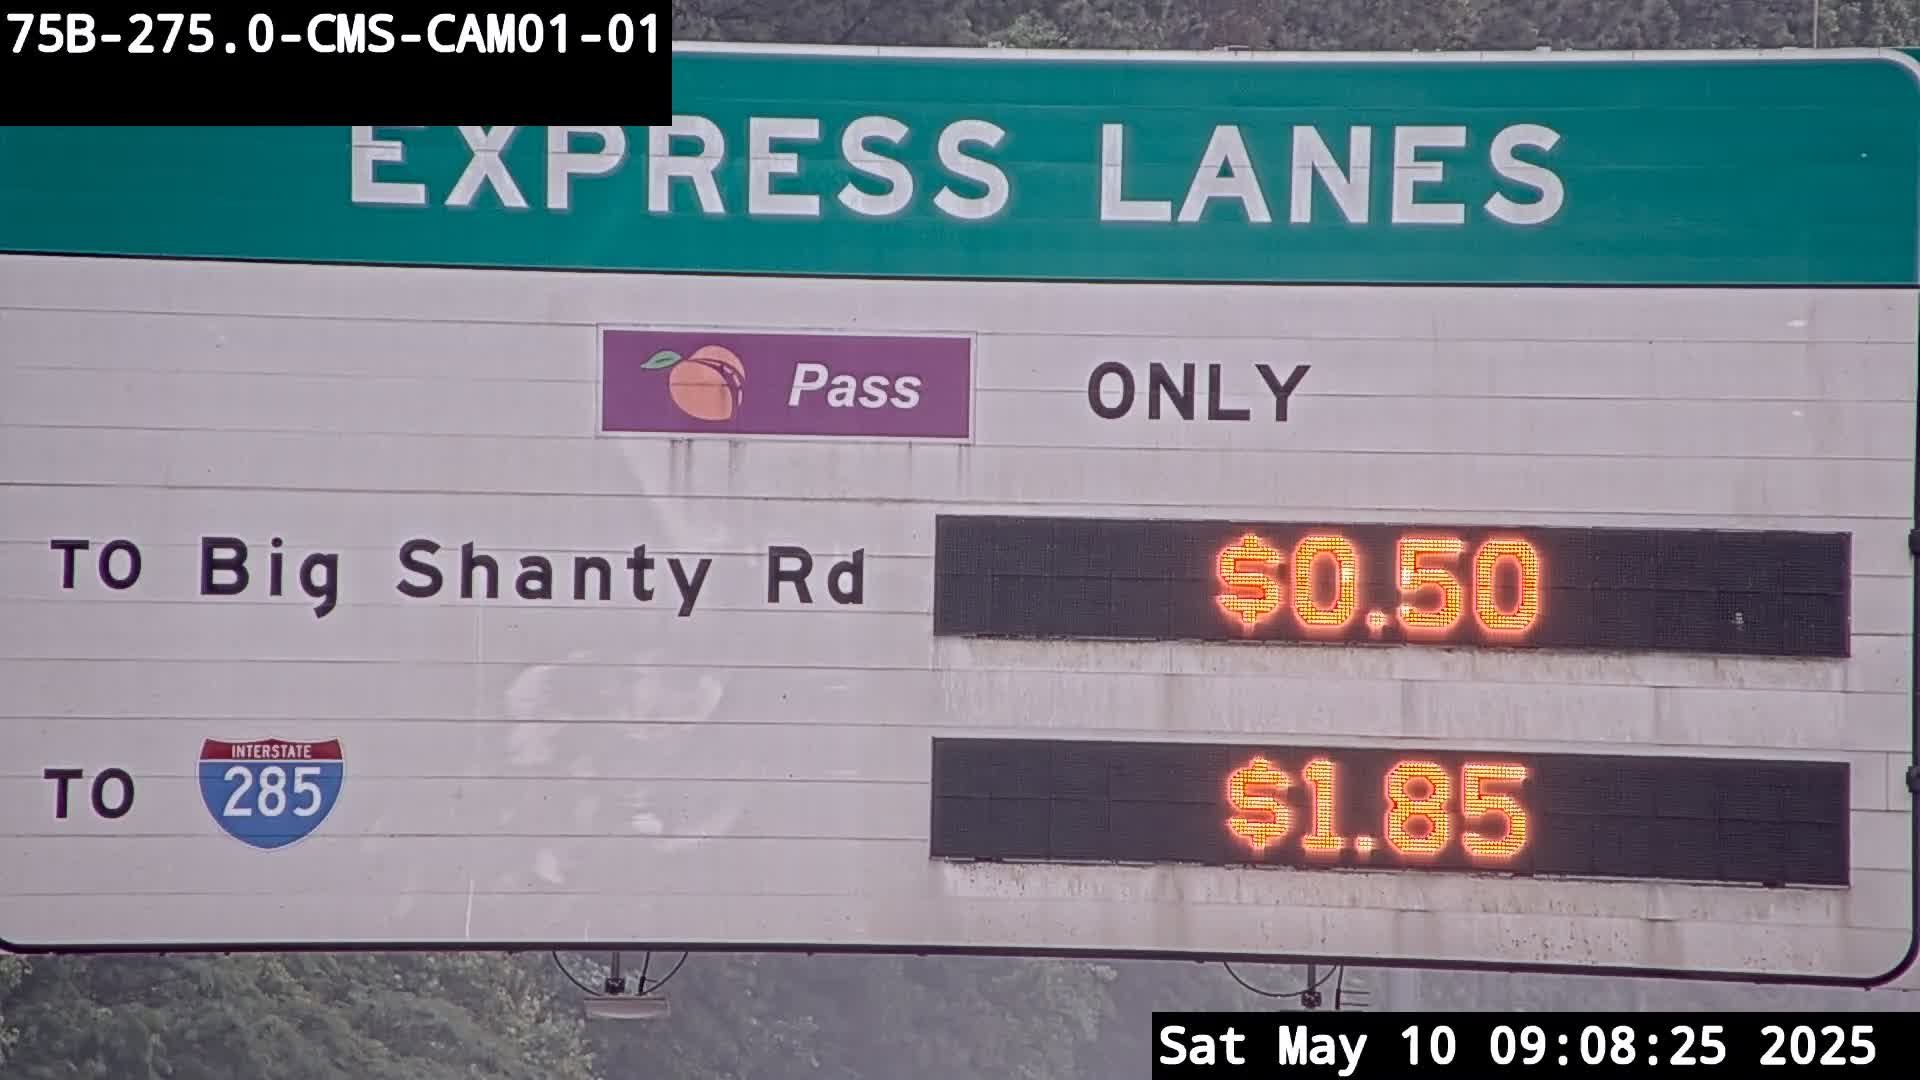 75B-275.0-CMS-CAM01-01
EXPRESS LANES
Pass ONLY
TO Big Shanty Rd $0.50
INTERSTATE
TO 285 $1.85
Sat May 10 09:08:25 2025